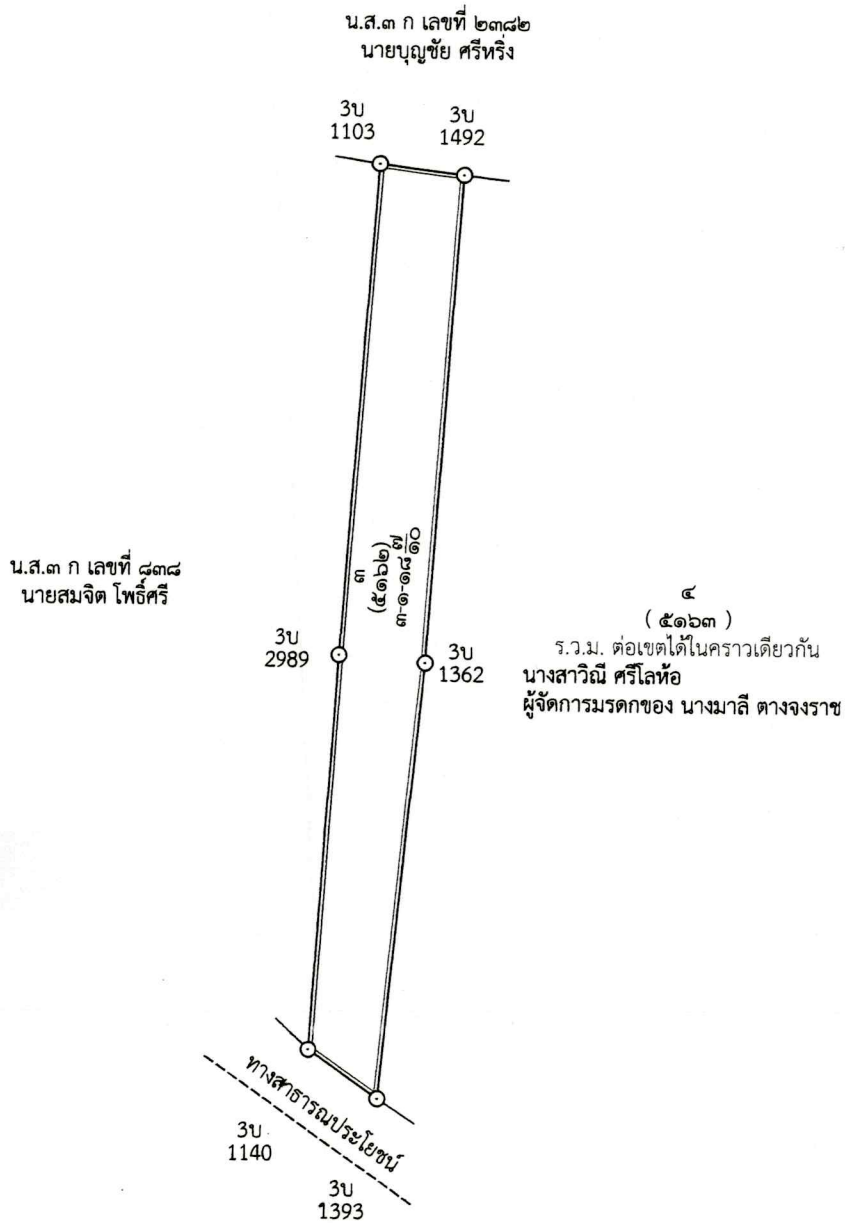 น.ส.๓ ก เลขที่ ๒๓๘๒
นายบุญชัย ศรีหริ่ง
3บ
1103
3บ
1492
๓
(๕๑๖๒)
๓-๑-๑๘ ๗/๑๐
น.ส.๓ ก เลขที่ ๘๓๘
นายสมจิต โพธิ์ศรี
3บ
2989
3บ
1362
๔
( ๕๑๖๓ )
ร.ว.ม. ต่อเขตได้ในคราวเดียวกัน
นางสาวิณี ศรีโลห้อ
ผู้จัดการมรดกของ นางมาลี ตางจงราช
ทางสาธารณประโยชน์
3บ
1140
3บ
1393